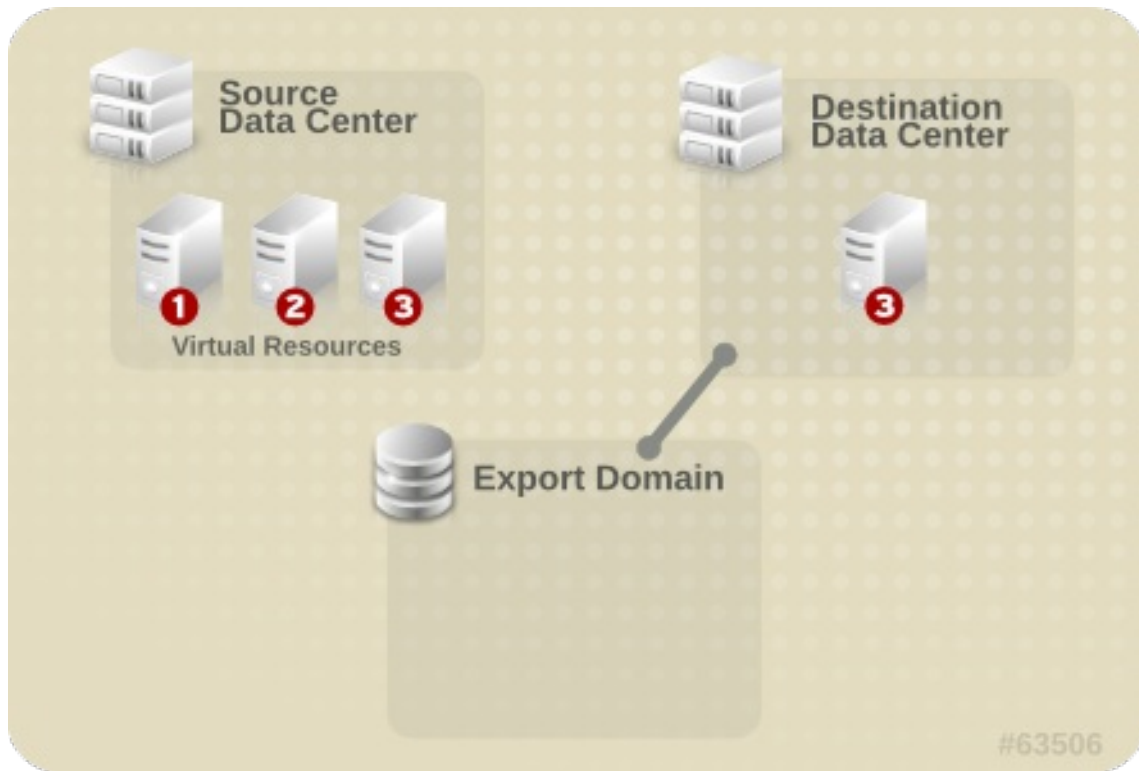 Source
Data Center
Destination
Data Center
1 2 3
3
Virtual Resources
Export Domain
#63506